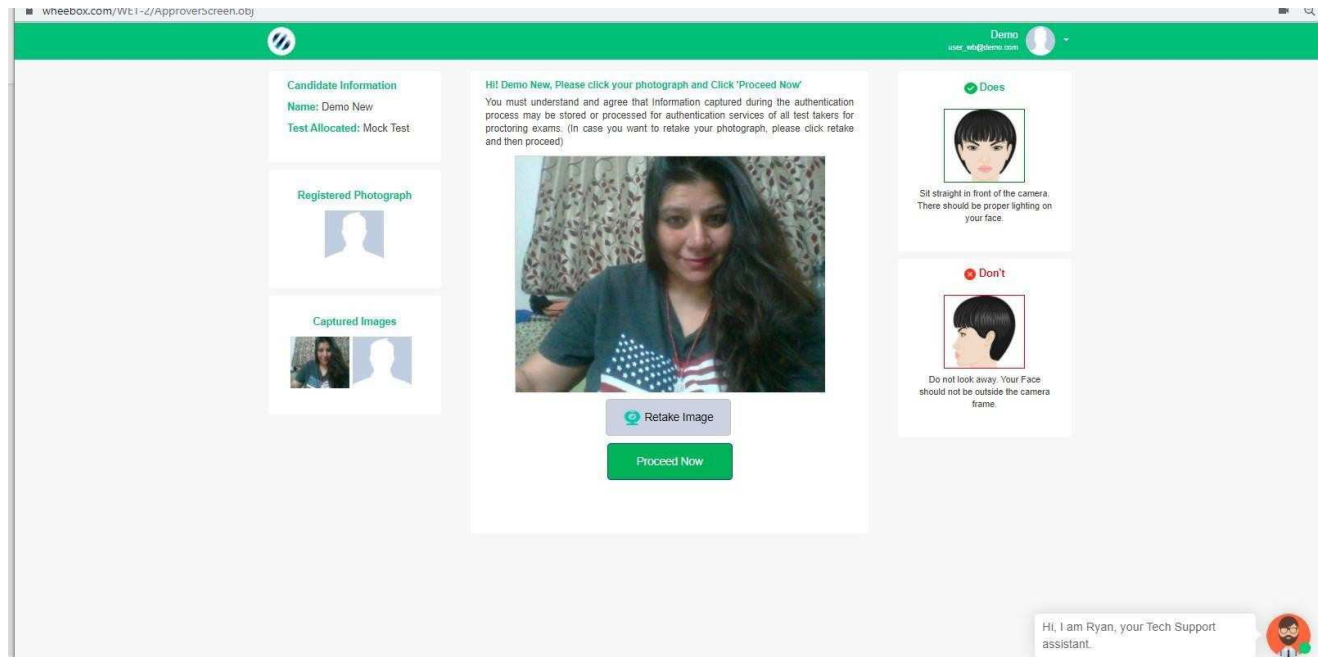 wheebox.com/WET-2/ApproverScreen.obj
Demo
user_wb@demo.com
Candidate Information
Name: Demo New
Test Allocated: Mock Test
Registered Photograph
Captured Images
Hi! Demo New, Please click your photograph and Click 'Proceed Now'
You must understand and agree that Information captured during the authentication
process may be stored or processed for authentication services of all test takers for
proctoring exams. (In case you want to retake your photograph, please click retake
and then proceed)
Retake Image
Proceed Now
Does
Sit straight in front of the camera.
There should be proper lighting on
your face.
Don't
Do not look away. Your Face
should not be outside the camera
frame.
Hi, I am Ryan, your Tech Support
assistant.